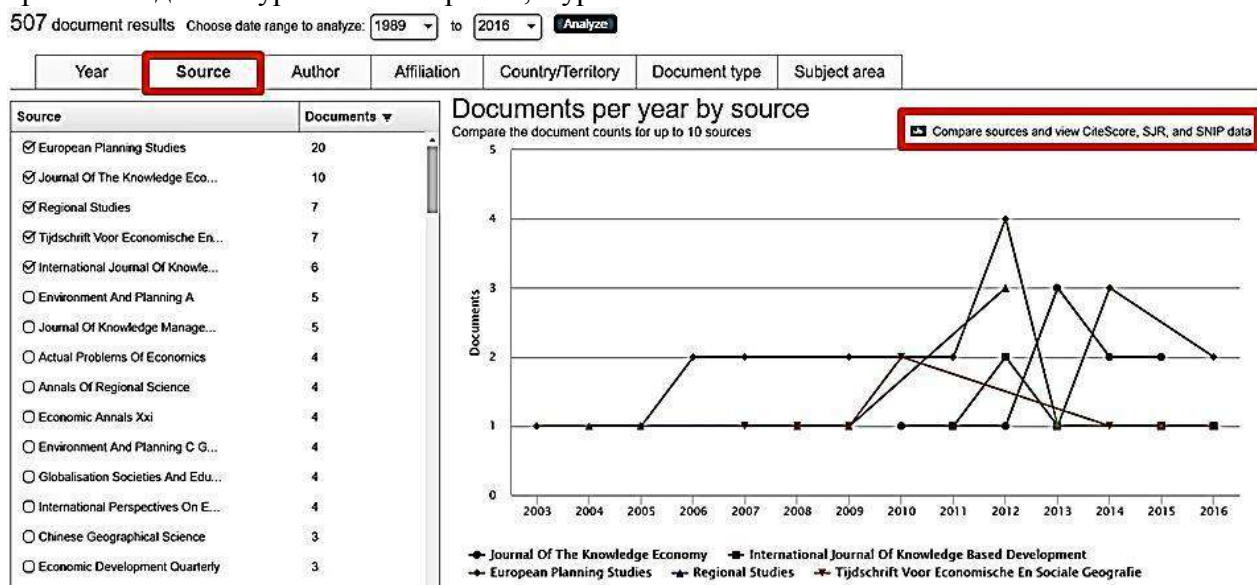 507 document results Choose date range to analyze: 1989 to 2016 Analyze
Year Source Author Affiliation Country/Territory Document type Subject area
Source Documents
European Planning Studies 20
Journal Of The Knowledge Eco... 10
Regional Studies 7
Tijdschrift Voor Economische En... 7
International Journal Of Knowle... 6
Environment And Planning A 5
Journal Of Knowledge Manage... 5
Actual Problems Of Economics 4
Annals Of Regional Science 4
Economic Annals Xxi 4
Environment And Planning C G... 4
Globalisation Societies And Edu... 4
International Perspectives On E... 4
Chinese Geographical Science 3
Economic Development Quarterly 3
Documents per year by source
Compare the document counts for up to 10 sources
Compare sources and view CiteScore, SJR, and SNIP data
5
4
3
2
1
0
Documents
2003 2004 2005 2006 2007 2008 2009 2010 2011 2012 2013 2014 2015 2016
Journal Of The Knowledge Economy International Journal Of Knowledge Based Development
European Planning Studies Regional Studies Tijdschrift Voor Economische En Sociale Geografie